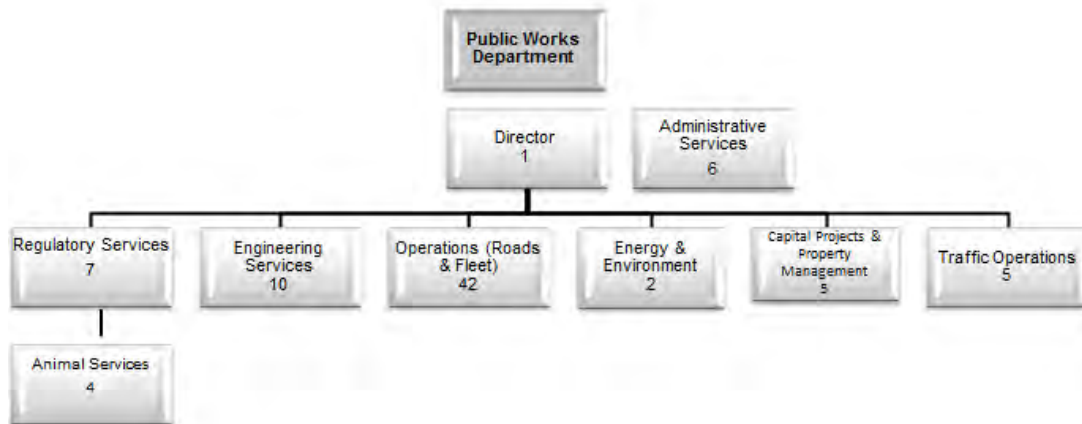 Public Works
Department
Director
1
Administrative
Services
6
Regulatory Services
7
Engineering
Services
10
Operations (Roads
& Fleet)
42
Energy &
Environment
2
Capital Projects &
Property
Management
5
Traffic Operations
5
Animal Services
4